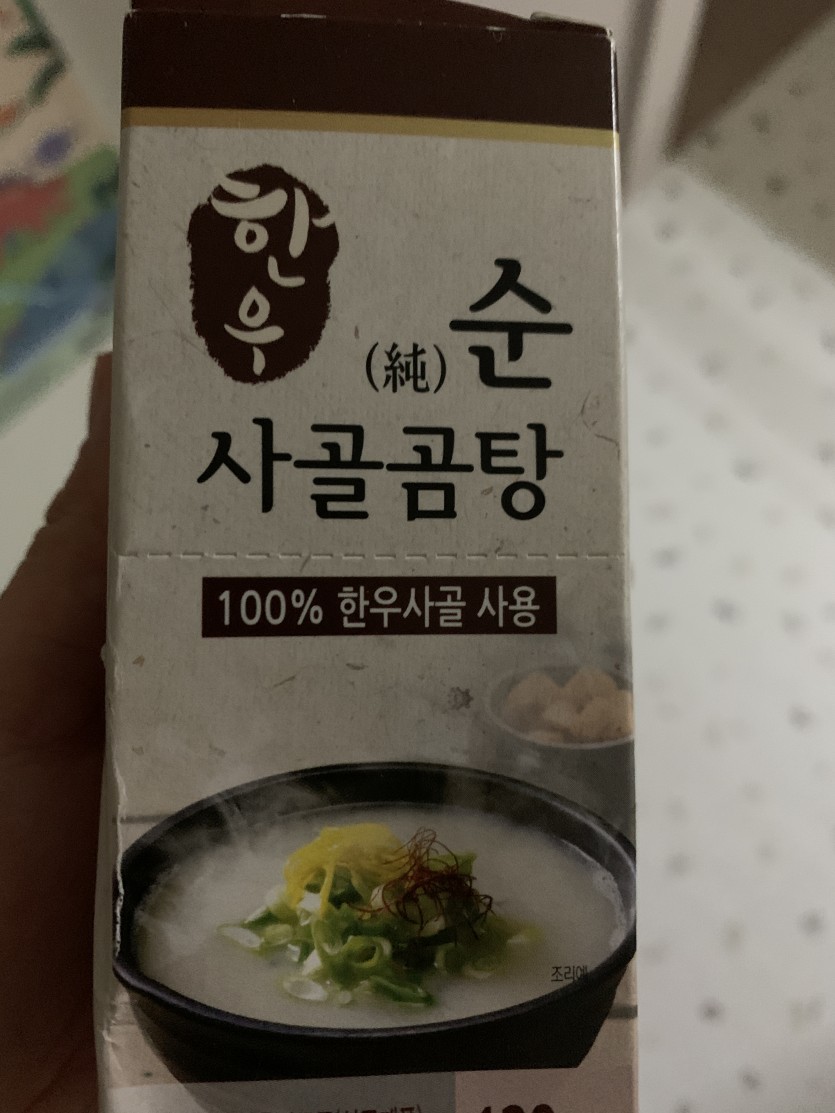 한우
(純)순
사골곰탕
100% 한우사골 사용
조리예